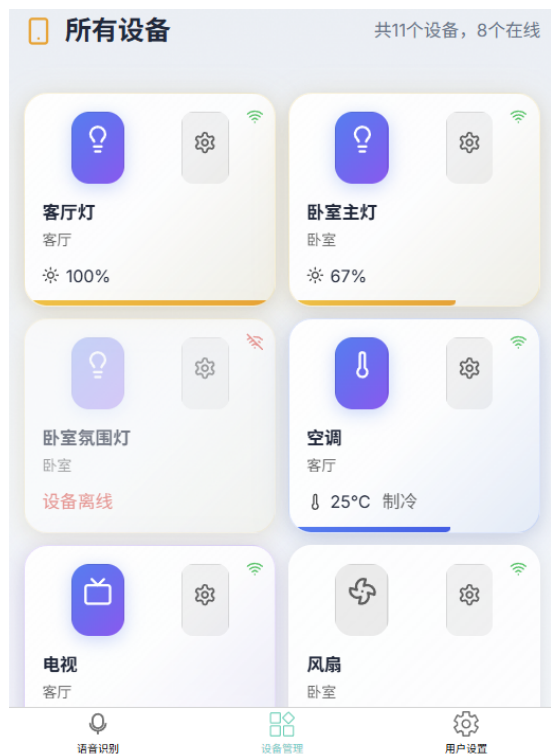 所有设备
共11个设备，8个在线
客厅灯
客厅
100%
卧室主灯
卧室
67%
卧室氛围灯
卧室
设备离线
空调
客厅
25°C 制冷
电视
客厅
风扇
卧室
语音识别
设备管理
用户设置